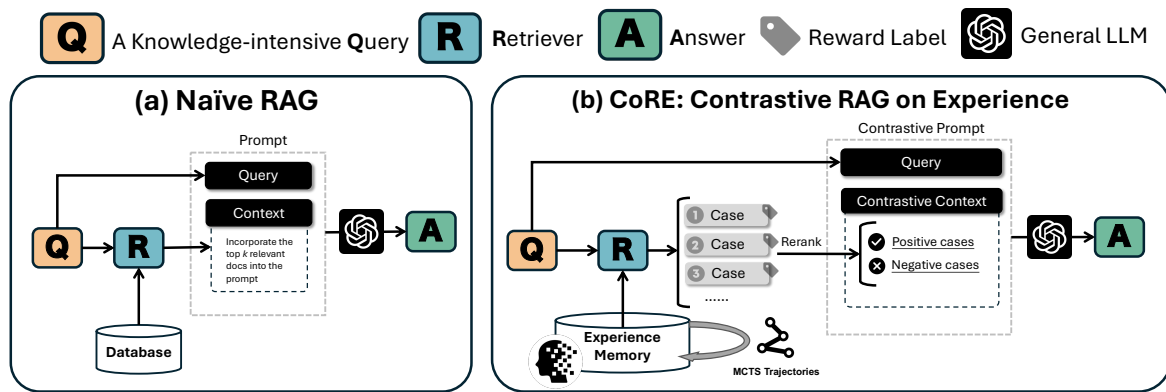 Q A Knowledge-intensive Query R Retriever A Answer Reward Label General LLM
(a) Naïve RAG
Prompt
Query
Context
Incorporate the
top k relevant
docs into the
prompt
Q
R
A
Database
(b) CoRE: Contrastive RAG on Experience
Contrastive Prompt
Query
Contrastive Context
1 Case
2 Case
3 Case
......
Rerank
Positive cases
Negative cases
Q
R
A
Experience
Memory
MCTS Trajectories